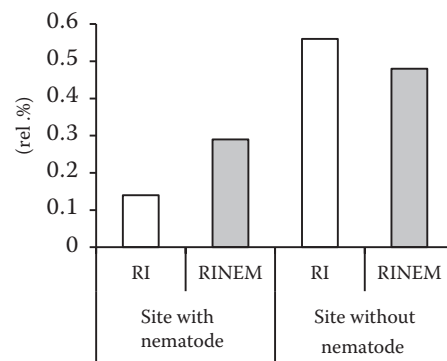 (rel .%)
0.6
0.5
0.4
0.3
0.2
0.1
0
RI RINEM RI RINEM
Site with Site without
nematode nematode